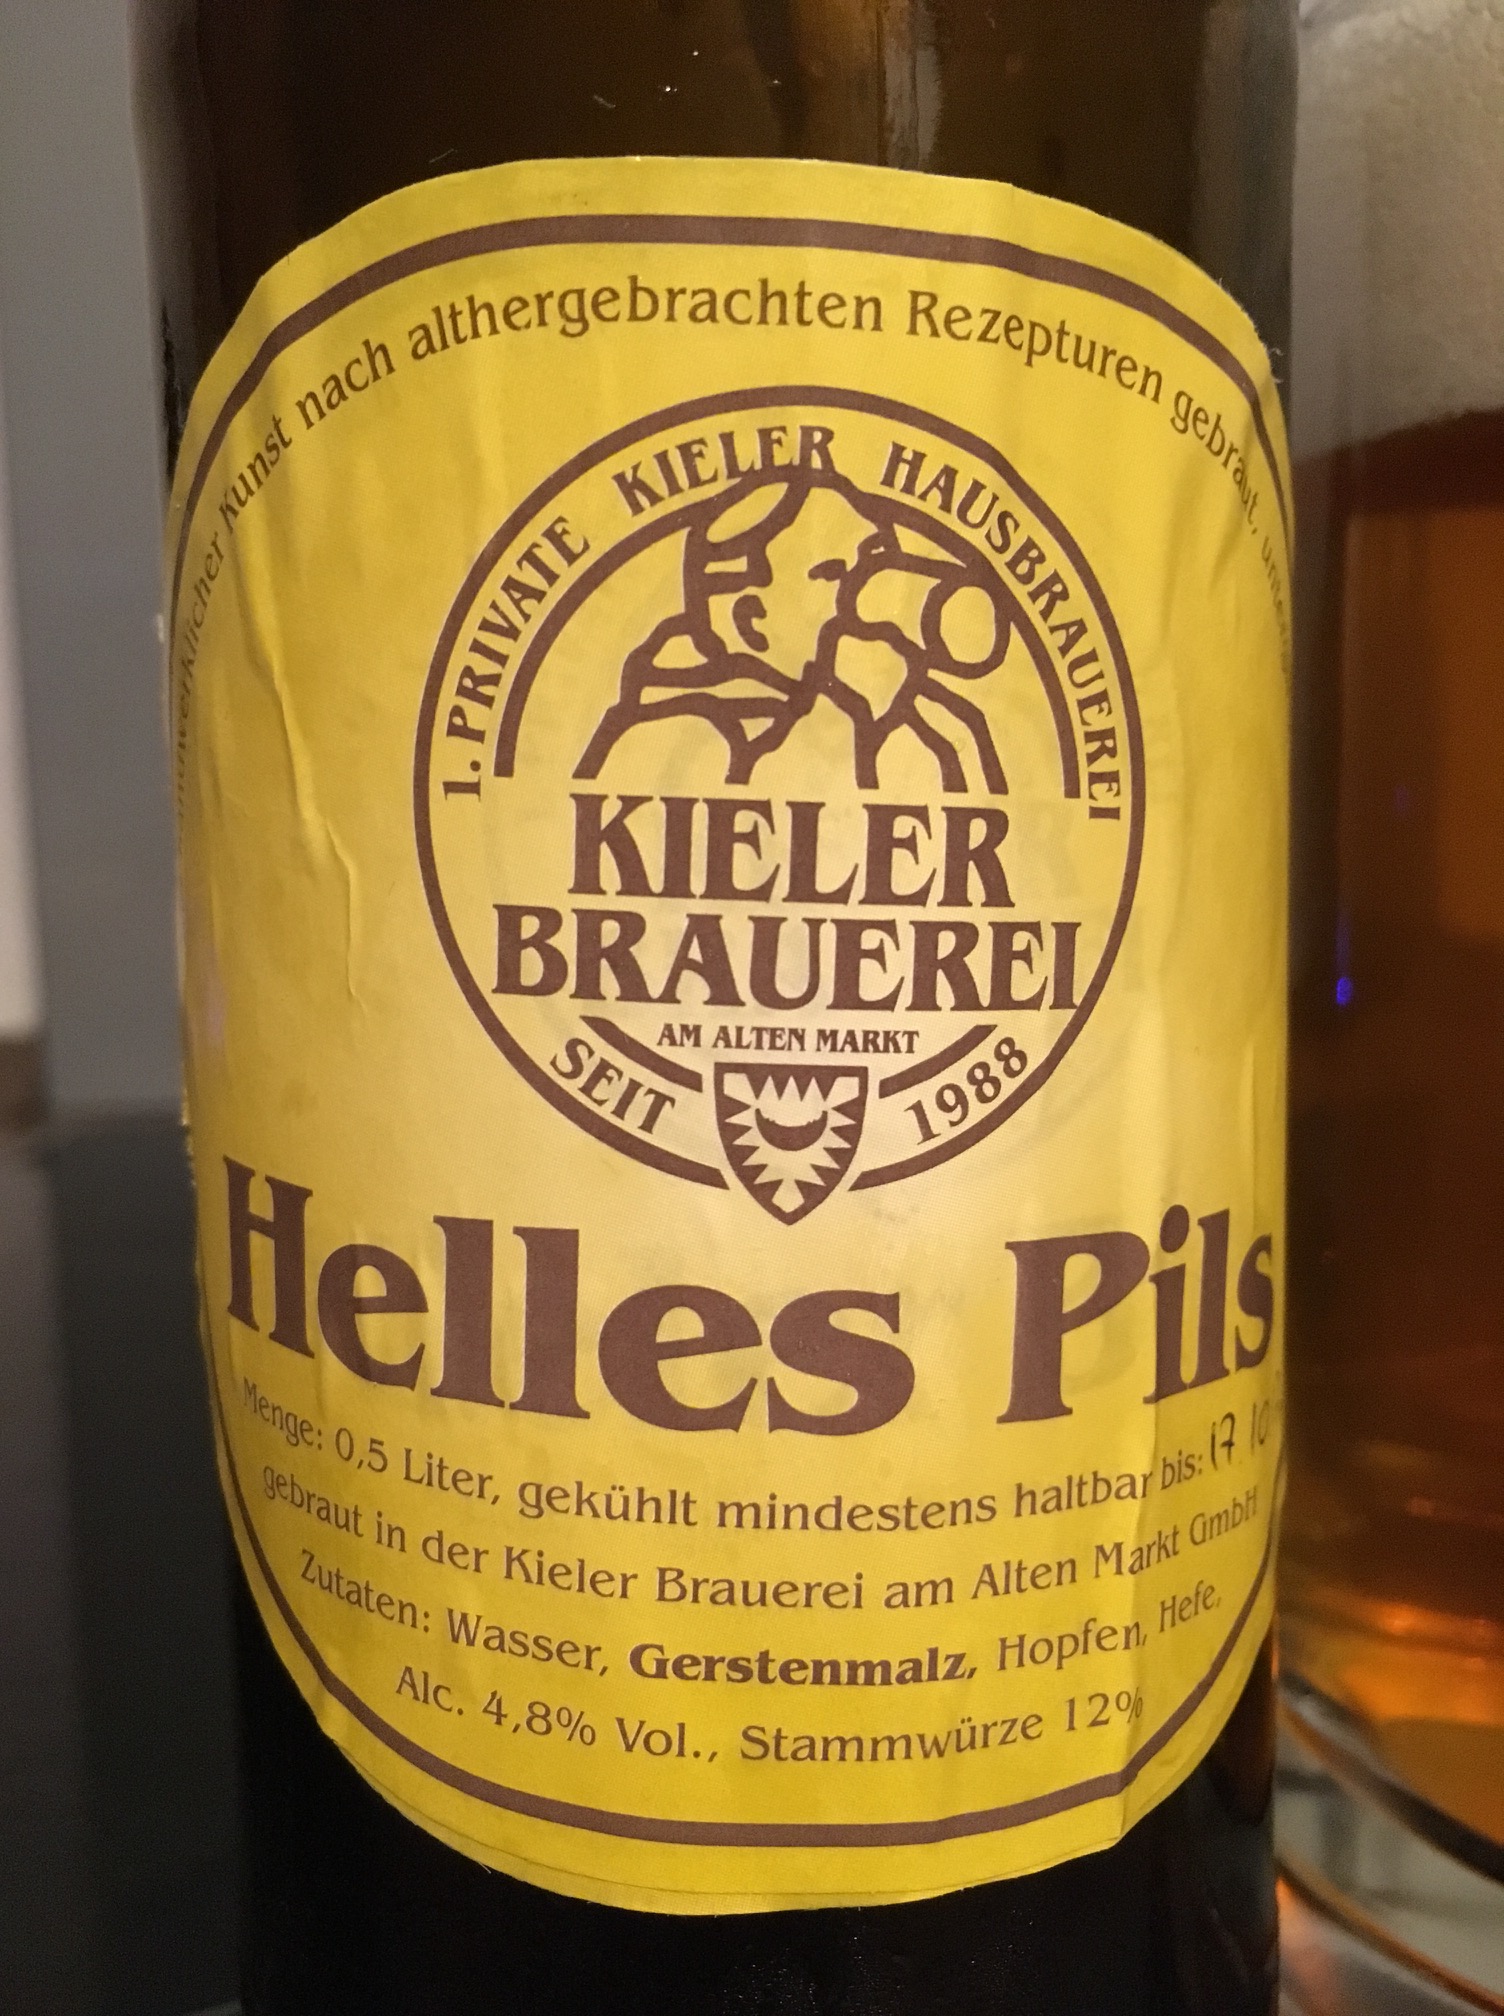 Kunst nach althergebrachten Rezepturen gebraut,
1. PRIVATE KIELER HAUSBRAUEREI
KIELER
BRAUEREI
AM ALTEN MARKT
SEIT 1988
Helles Pils
Menge: 0,5 Liter, gekühlt mindestens haltbar bis: 17 10
gebraut in der Kieler Brauerei am Alten Markt GmbH
Zutaten: Wasser, Gerstenmalz, Hopfen, Hefe,
Alc. 4,8% Vol., Stammwürze 12%